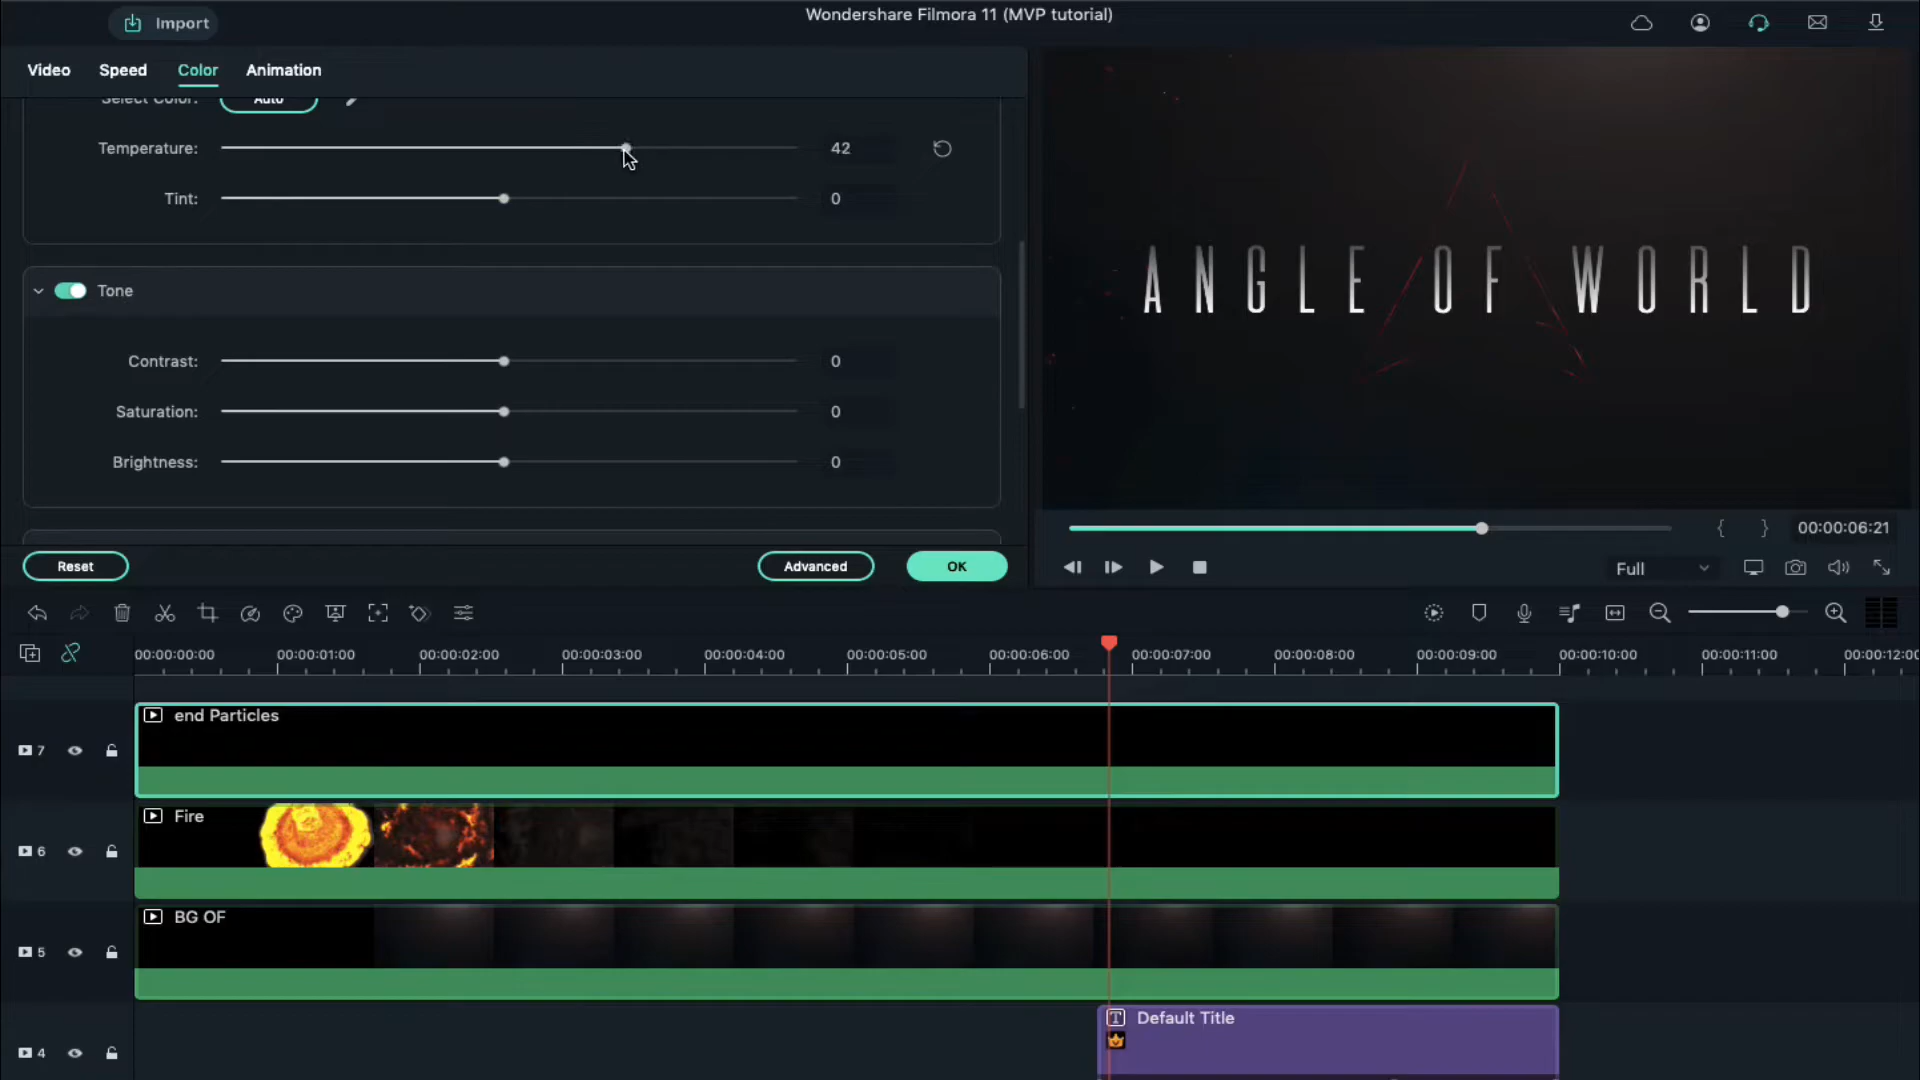 Wondershare Filmora 11 (MVP tutorial)
Import
Video Speed Color Animation
Select Color: Auto
Temperature: 42
Tint: 0
Tone
Contrast: 0
Saturation: 0
Brightness: 0
Reset Advanced OK
ANGLE OF WORLD
{ } 00:00:06:21
Full
00:00:00:00 00:00:01:00 00:00:02:00 00:00:03:00 00:00:04:00 00:00:05:00 00:00:06:00 00:00:07:00 00:00:08:00 00:00:09:00 00:00:10:00 00:00:11:00 00:00:12:00
end Particles
7
Fire
6
BG OF
5
T Default Title
4